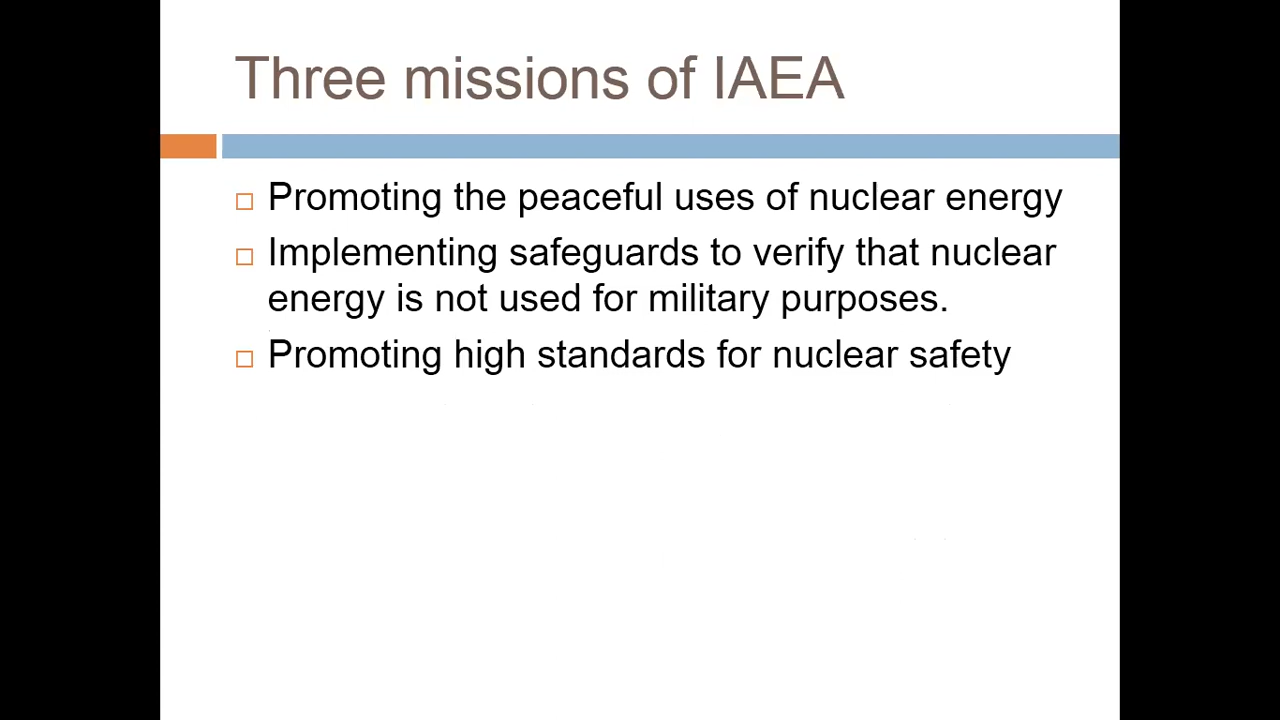 Three missions of IAEA
Promoting the peaceful uses of nuclear energy
Implementing safeguards to verify that nuclear
energy is not used for military purposes.
Promoting high standards for nuclear safety